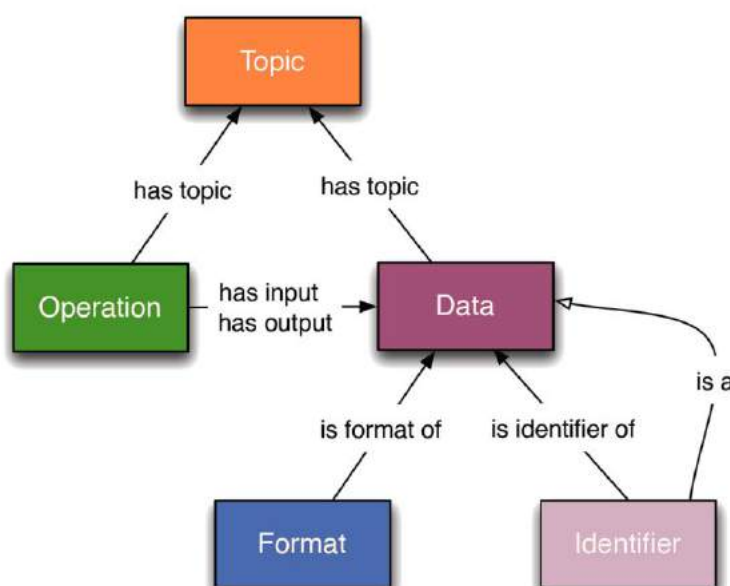 Topic
has topic
has topic
Operation
has input
has output
Data
is a
is format of
is identifier of
Format
Identifier